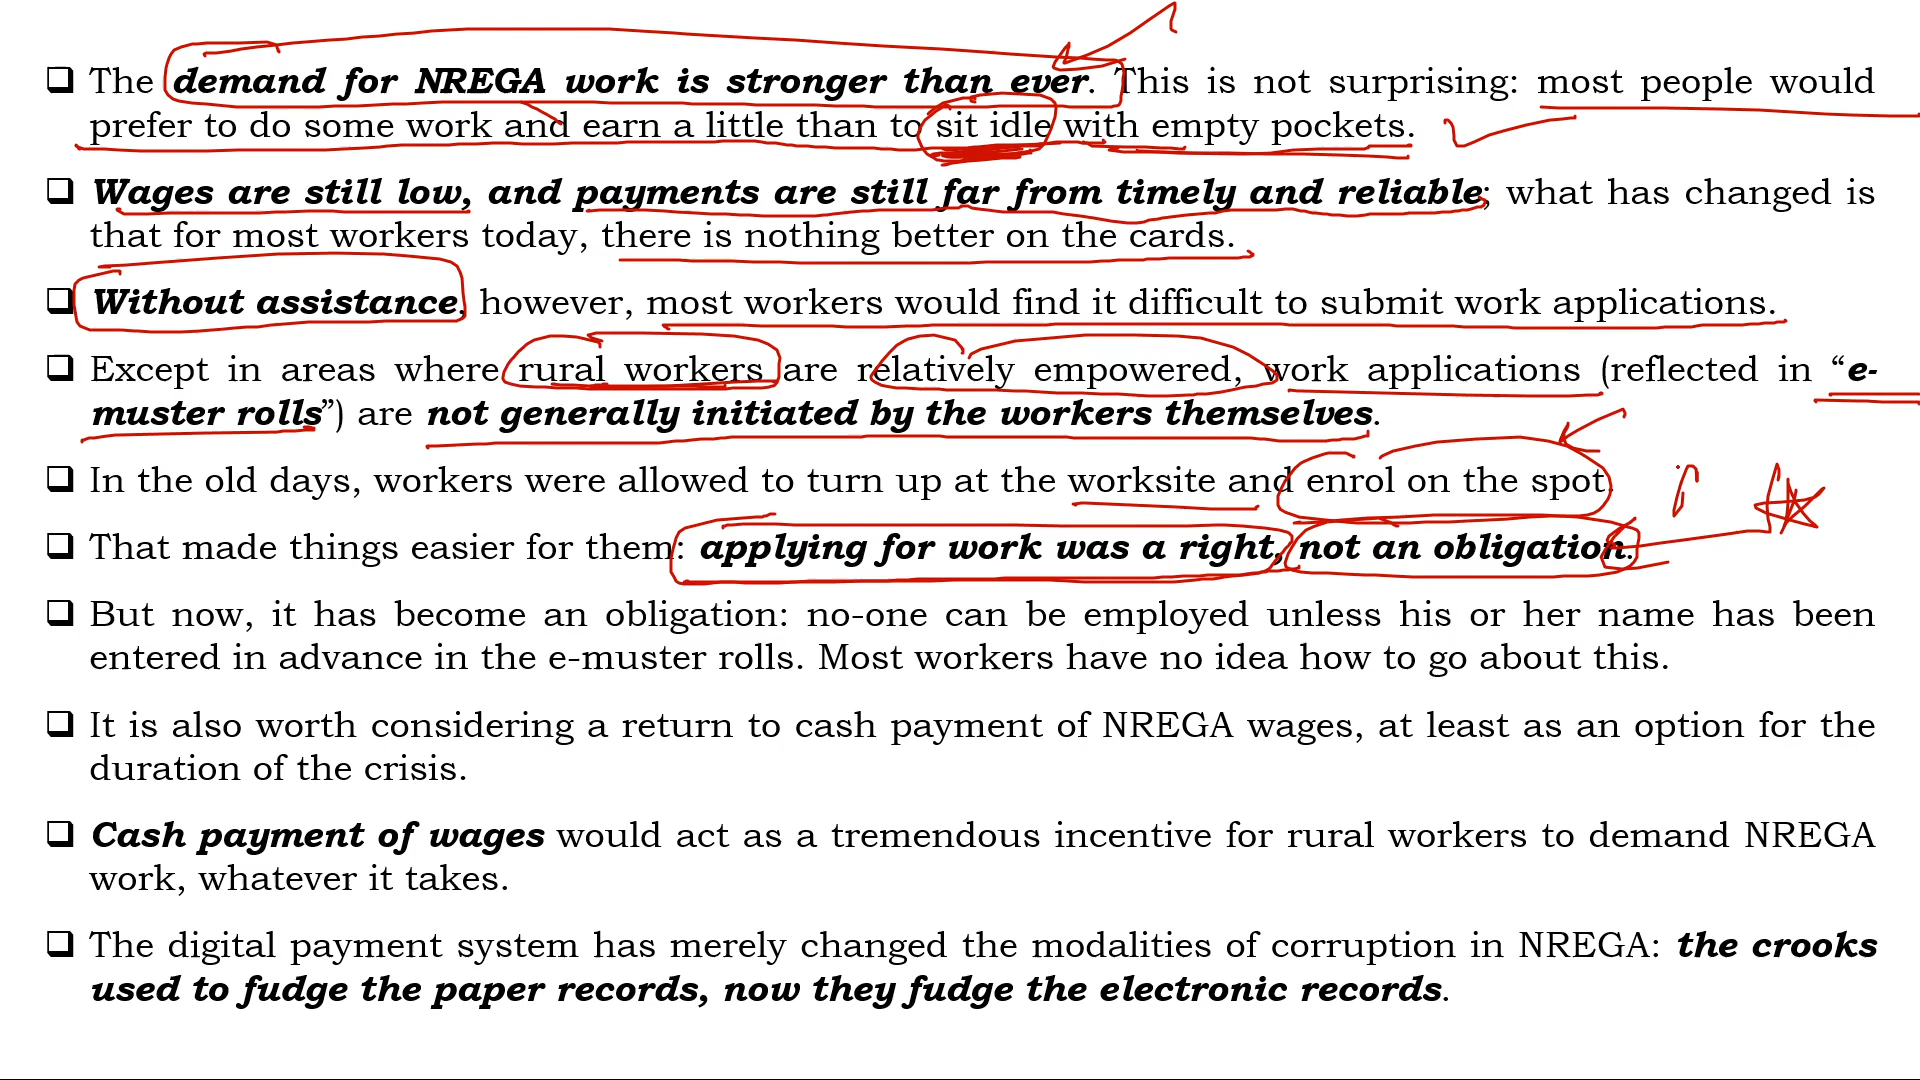 ❑ The demand for NREGA work is stronger than ever. This is not surprising: most people would
prefer to do some work and earn a little than to sit idle with empty pockets.
❑ Wages are still low, and payments are still far from timely and reliable; what has changed is
that for most workers today, there is nothing better on the cards.
❑ Without assistance, however, most workers would find it difficult to submit work applications.
❑ Except in areas where rural workers are relatively empowered, work applications (reflected in “e-
muster rolls”) are not generally initiated by the workers themselves.
❑ In the old days, workers were allowed to turn up at the worksite and enrol on the spot.
❑ That made things easier for them: applying for work was a right, not an obligation.
❑ But now, it has become an obligation: no-one can be employed unless his or her name has been
entered in advance in the e-muster rolls. Most workers have no idea how to go about this.
❑ It is also worth considering a return to cash payment of NREGA wages, at least as an option for the
duration of the crisis.
❑ Cash payment of wages would act as a tremendous incentive for rural workers to demand NREGA
work, whatever it takes.
❑ The digital payment system has merely changed the modalities of corruption in NREGA: the crooks
used to fudge the paper records, now they fudge the electronic records.